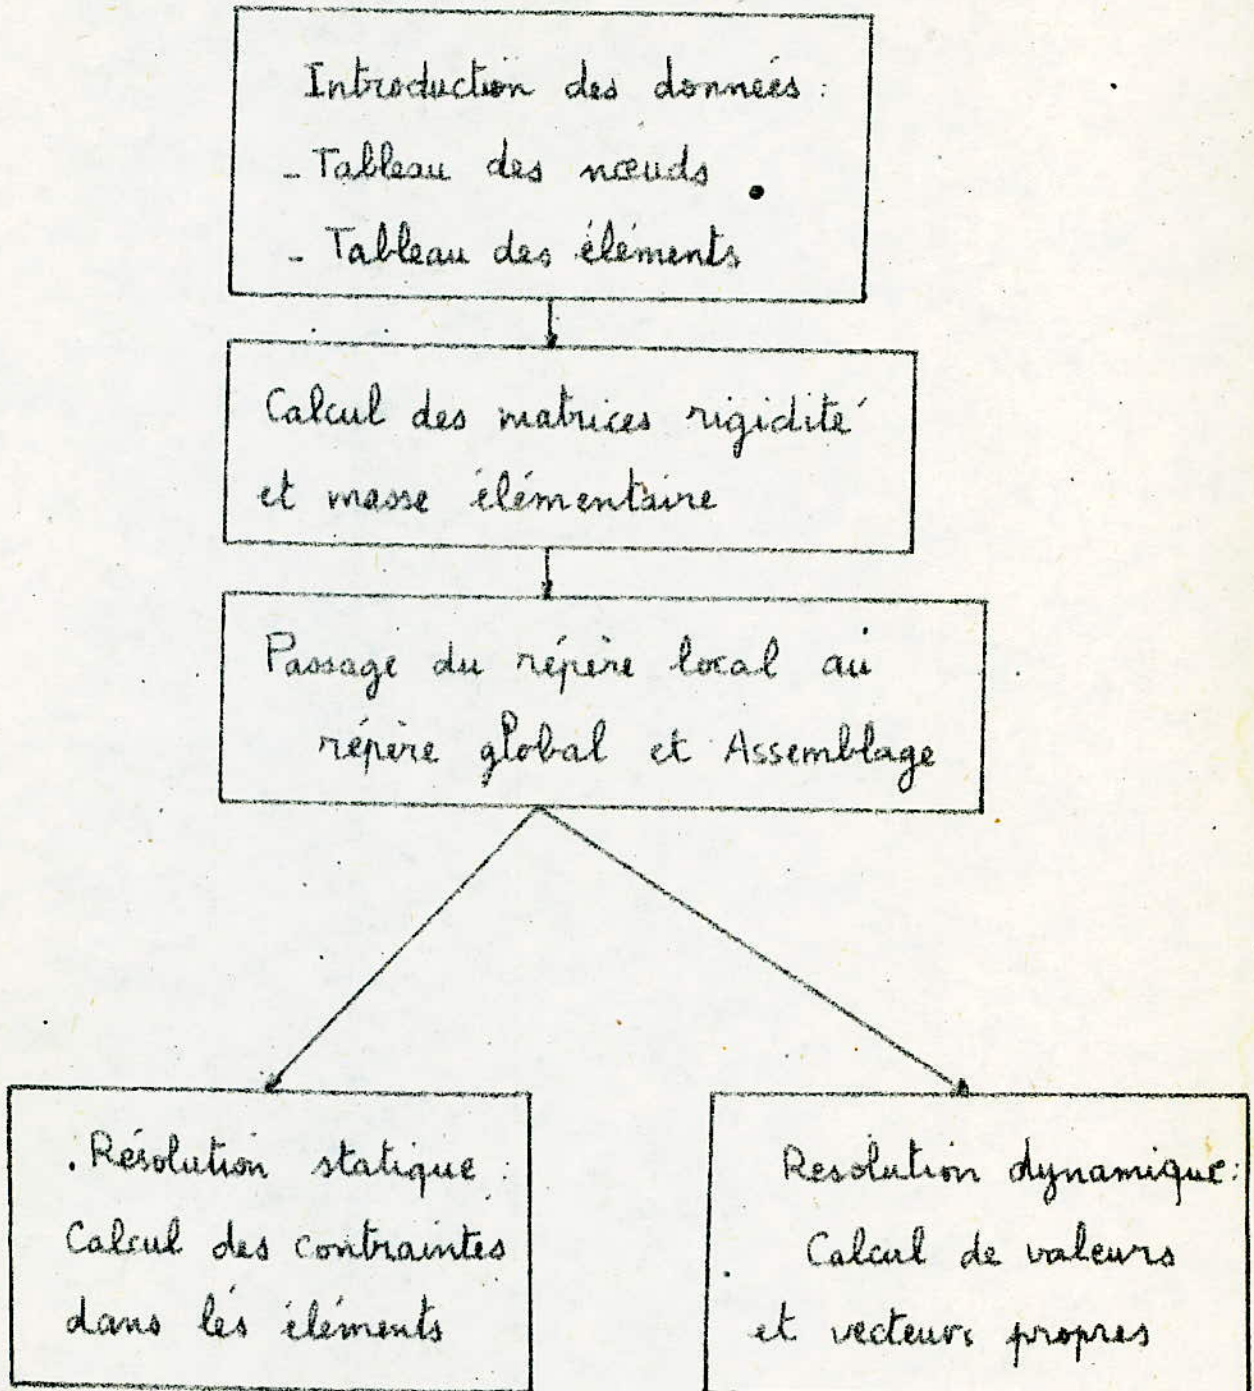 Introduction des données :
- Tableau des nœuds
- Tableau des éléments
Calcul des matrices rigidité
et masse élémentaire
Passage du répère local au
répère global et Assemblage
Résolution statique :
Calcul des contraintes
dans les éléments
Resolution dynamique:
Calcul de valeurs
et vecteurs propres